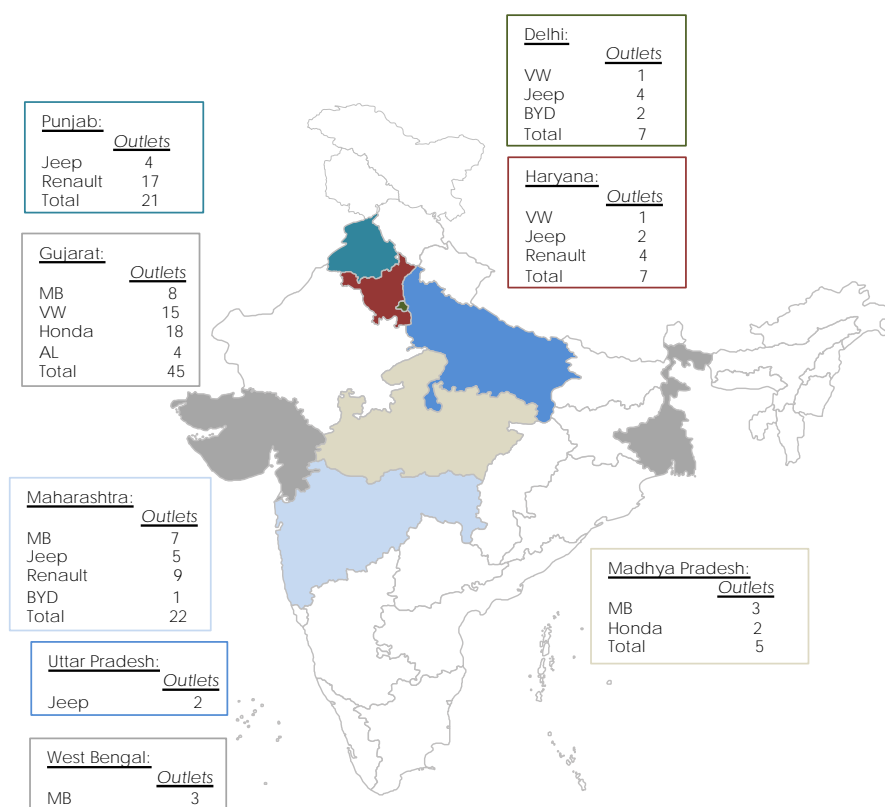 Delhi:
Outlets
VW 1
Jeep 4
BYD 2
Total 7
Punjab:
Outlets
Jeep 4
Renault 17
Total 21
Haryana:
Outlets
VW 1
Jeep 2
Renault 4
Total 7
Gujarat:
Outlets
MB 8
VW 15
Honda 18
AL 4
Total 45
Maharashtra:
Outlets
MB 7
Jeep 5
Renault 9
BYD 1
Total 22
Madhya Pradesh:
Outlets
MB 3
Honda 2
Total 5
Uttar Pradesh:
Outlets
Jeep 2
West Bengal:
Outlets
MB 3